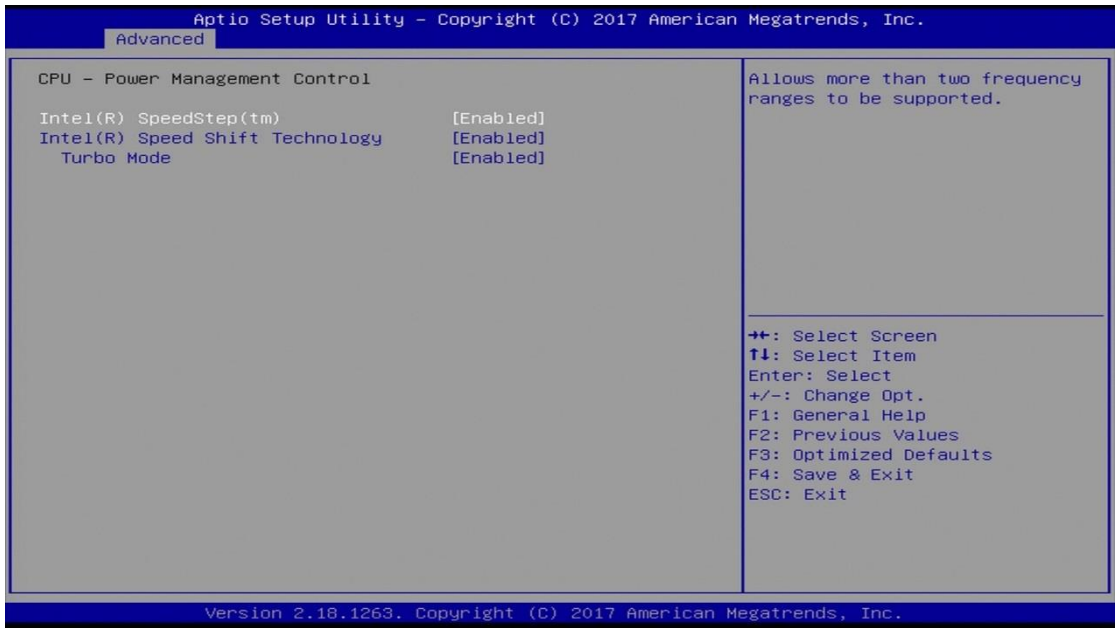 Aptio Setup Utility – Copyright (C) 2017 American Megatrends, Inc.
Advanced
CPU – Power Management Control
Intel(R) SpeedStep(tm) [Enabled]
Intel(R) Speed Shift Technology [Enabled]
Turbo Mode [Enabled]
Allows more than two frequency
ranges to be supported.
→←: Select Screen
↑↓: Select Item
Enter: Select
+/-: Change Opt.
F1: General Help
F2: Previous Values
F3: Optimized Defaults
F4: Save & Exit
ESC: Exit
Version 2.18.1263. Copyright (C) 2017 American Megatrends, Inc.